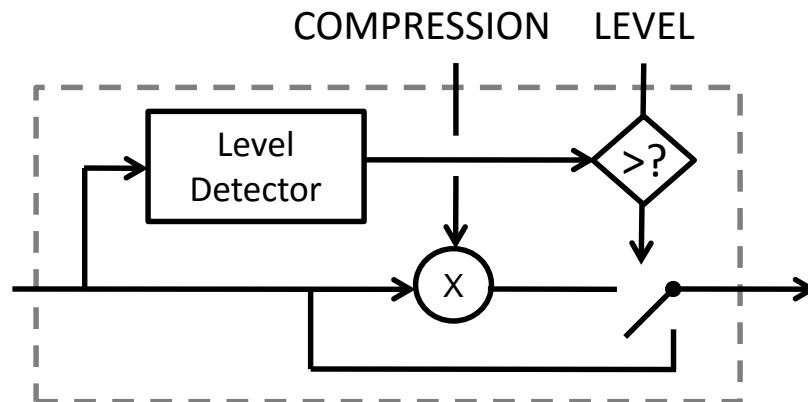 COMPRESSION LEVEL
Level
Detector
>?
X